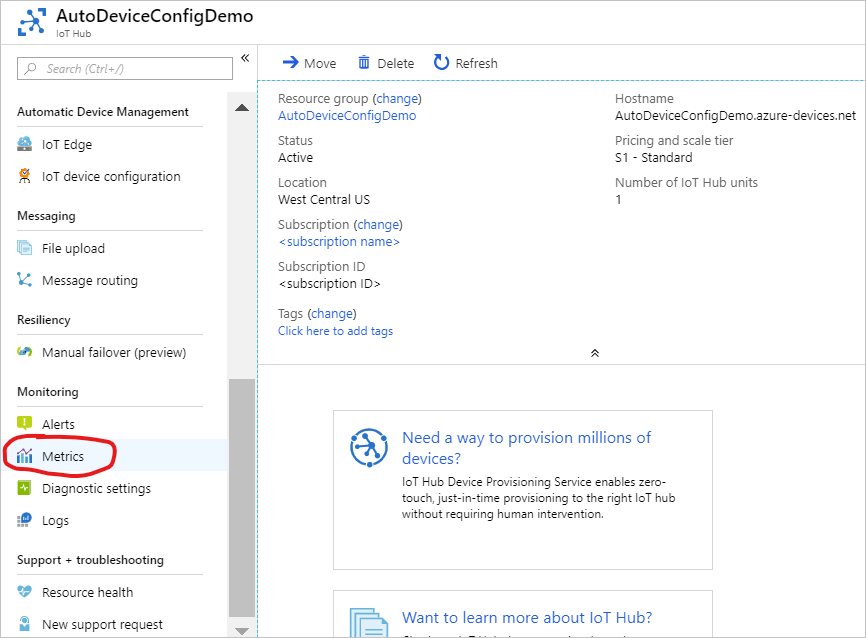 AutoDeviceConfigDemo
IoT Hub
Search (Ctrl+/)
«
Automatic Device Management
IoT Edge
IoT device configuration
Messaging
File upload
Message routing
Resiliency
Manual failover (preview)
Monitoring
Alerts
Metrics
Diagnostic settings
Logs
Support + troubleshooting
Resource health
New support request
Move Delete Refresh
Resource group (change)
AutoDeviceConfigDemo
Status
Active
Location
West Central US
Subscription (change)
<subscription name>
Subscription ID
<subscription ID>
Tags (change)
Click here to add tags
Hostname
AutoDeviceConfigDemo.azure-devices.net
Pricing and scale tier
S1 - Standard
Number of IoT Hub units
1
Need a way to provision millions of
devices?
IoT Hub Device Provisioning Service enables zero-
touch, just-in-time provisioning to the right IoT hub
without requiring human intervention.
Want to learn more about IoT Hub?